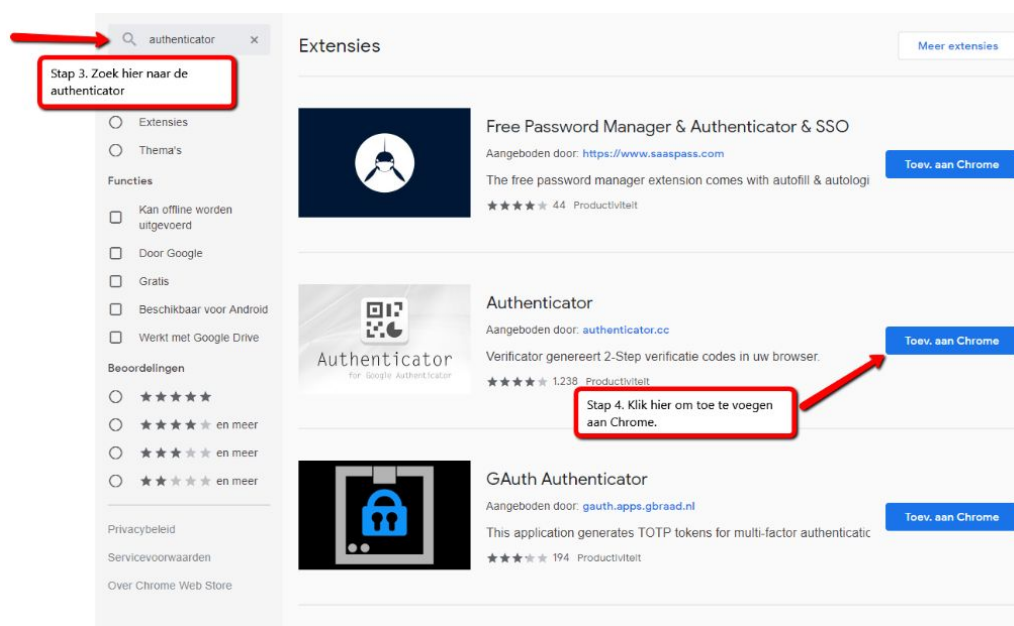 authenticator ×
Stap 3. Zoek hier naar de
authenticator
Extensies
Thema's
Functies
Kan offline worden
uitgevoerd
Door Google
Gratis
Beschikbaar voor Android
Werkt met Google Drive
Beoordelingen
en meer
en meer
en meer
Privacybeleid
Servicevoorwaarden
Over Chrome Web Store
Extensies
Meer extensies
Free Password Manager & Authenticator & SSO
Aangeboden door: https://www.saaspass.com
The free password manager extension comes with autofill & autologi
44 Productiviteit
Toev. aan Chrome
Authenticator
for Google Authenticator
Authenticator
Aangeboden door: authenticator.cc
Verificator genereert 2-Step verificatie codes in uw browser.
1.238 Productiviteit
Toev. aan Chrome
Stap 4. Klik hier om toe te voegen
aan Chrome.
GAuth Authenticator
Aangeboden door: gauth.apps.gbraad.nl
This application generates TOTP tokens for multi-factor authenticatic
194 Productiviteit
Toev. aan Chrome